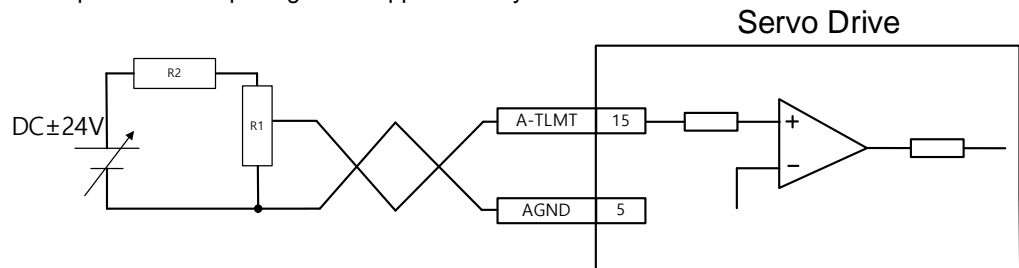 Servo Drive
R2
DC±24V
R1
A-TLMT 15
AGND 5